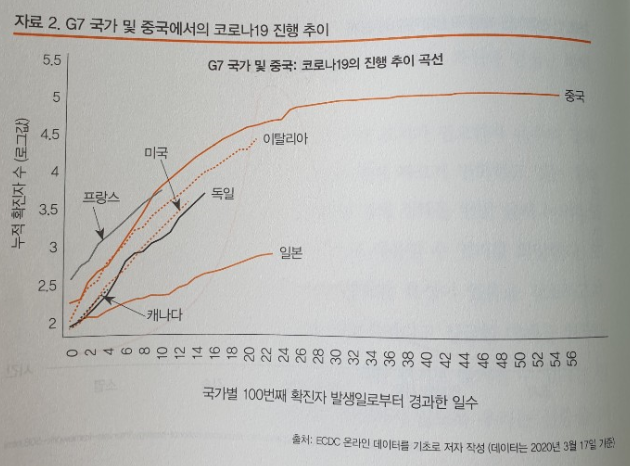 자료 2. G7 국가 및 중국에서의 코로나19 진행 추이
G7 국가 및 중국: 코로나19의 진행 추이 곡선
누적 확진자 수 (로그값)
5.5
5
4.5
4
3.5
3
2.5
2
중국
이탈리아
미국
독일
프랑스
일본
캐나다
0 2 4 6 8 10 12 14 16 18 20 22 24 26 28 30 32 34 36 38 40 42 44 46 48 50 52 54 56
국가별 100번째 확진자 발생일로부터 경과한 일수
출처: ECDC 온라인 데이터를 기초로 저자 작성 (데이터는 2020년 3월 17일 기준)